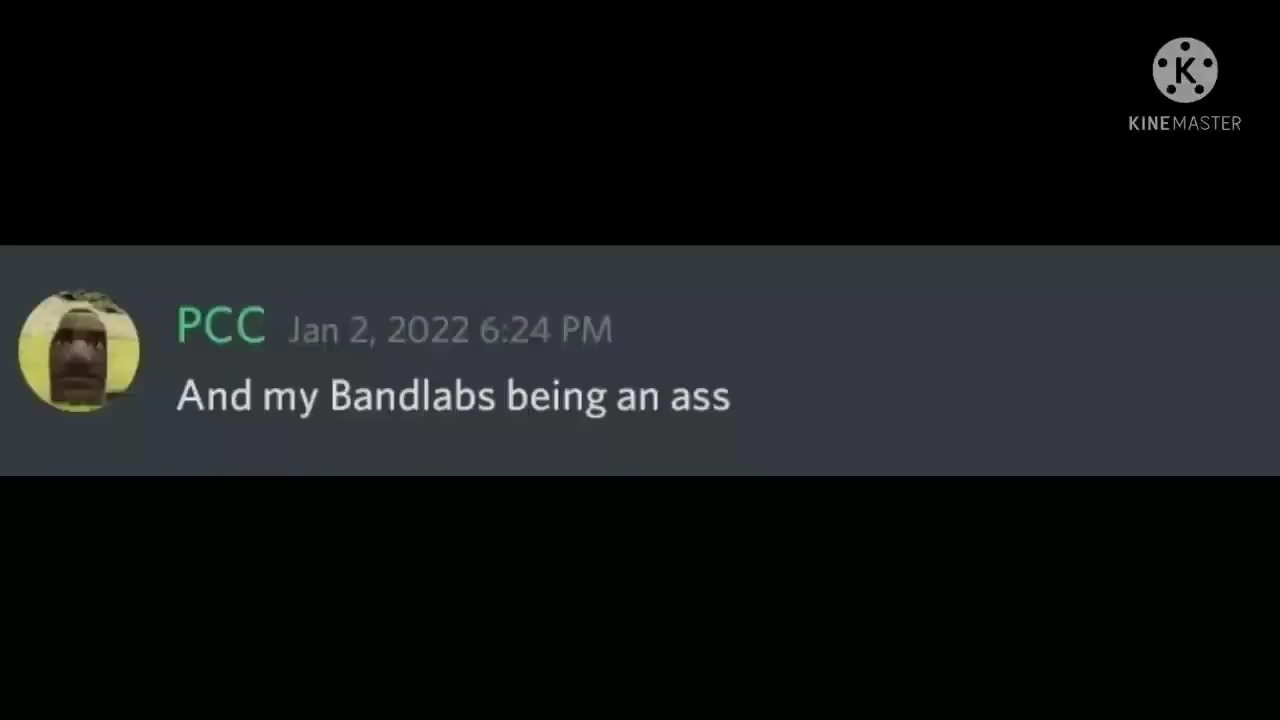 K
KINEMASTER
PCC Jan 2, 2022 6:24 PM
And my Bandlabs being an ass